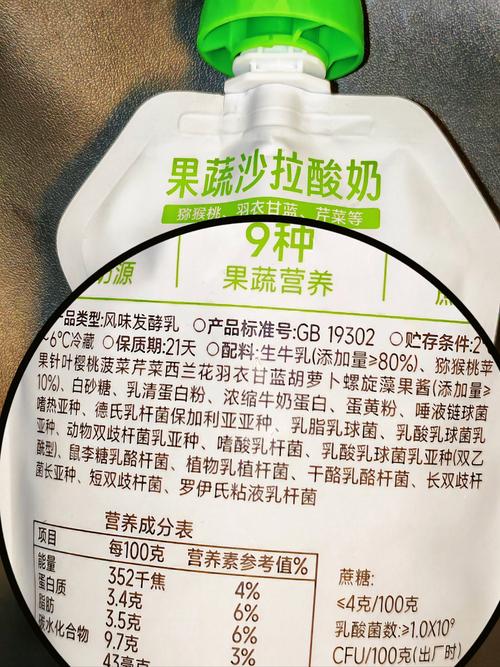 果蔬沙拉酸奶
猕猴桃、羽衣甘蓝、芹菜等
9种
果蔬营养
源
品类型:风味发酵乳 ○产品标准号:GB 19302 ○贮存条件:2
~6℃冷藏 ○保质期:21天 ○配料:生牛乳(添加量≥80%)、猕猴桃苹
果针叶樱桃菠菜芹菜西兰花羽衣甘蓝胡萝卜螺旋藻果酱(添加量≥
10%)、白砂糖、乳清蛋白粉、浓缩牛奶蛋白、蛋黄粉、唾液链球菌
嗜热亚种、德氏乳杆菌保加利亚亚种、乳脂乳球菌、乳酸乳球菌乳
亚种、动物双歧杆菌乳亚种、嗜酸乳杆菌、乳酸乳球菌乳亚种(双乙
酰型)、鼠李糖乳酪杆菌、植物乳植杆菌、干酪乳酪杆菌、长双歧杆
菌长亚种、短双歧杆菌、罗伊氏粘液乳杆菌
营养成分表
项目 每100克 营养素参考值%
能量 352千焦 4%
蛋白质 3.4克 6%
脂肪 3.5克 6%
碳水化合物 9.7克 3%
43毫克
蔗糖:
≤4克/100克
乳酸菌数:≥1.0X10⁹
CFU/100克(出厂时)